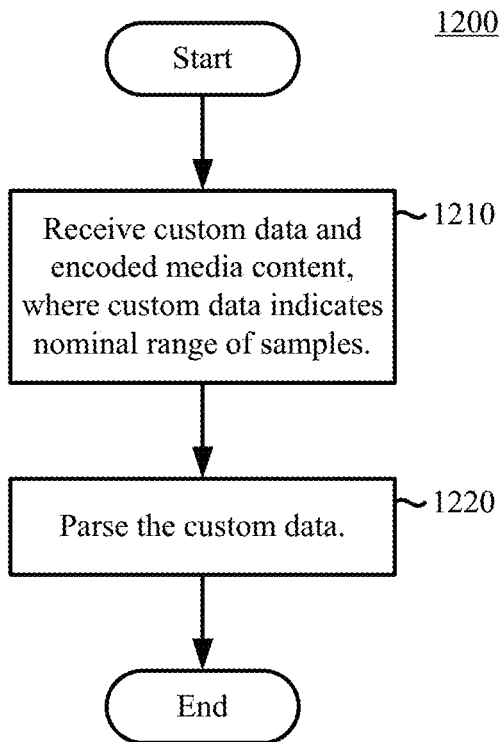 1200
Start
Receive custom data and
encoded media content,
where custom data indicates
nominal range of samples.
1210
Parse the custom data.
1220
End